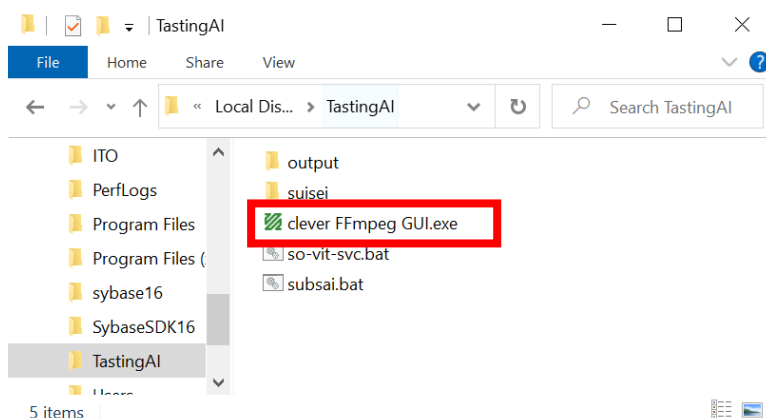 TastingAI
File Home Share View
« Local Dis... TastingAI Search TastingAI
ITO
PerfLogs
Program Files
Program Files (
sybase16
SybaseSDK16
TastingAI
Users
output
suisei
clever FFmpeg GUI.exe
so-vit-svc.bat
subsai.bat
5 items